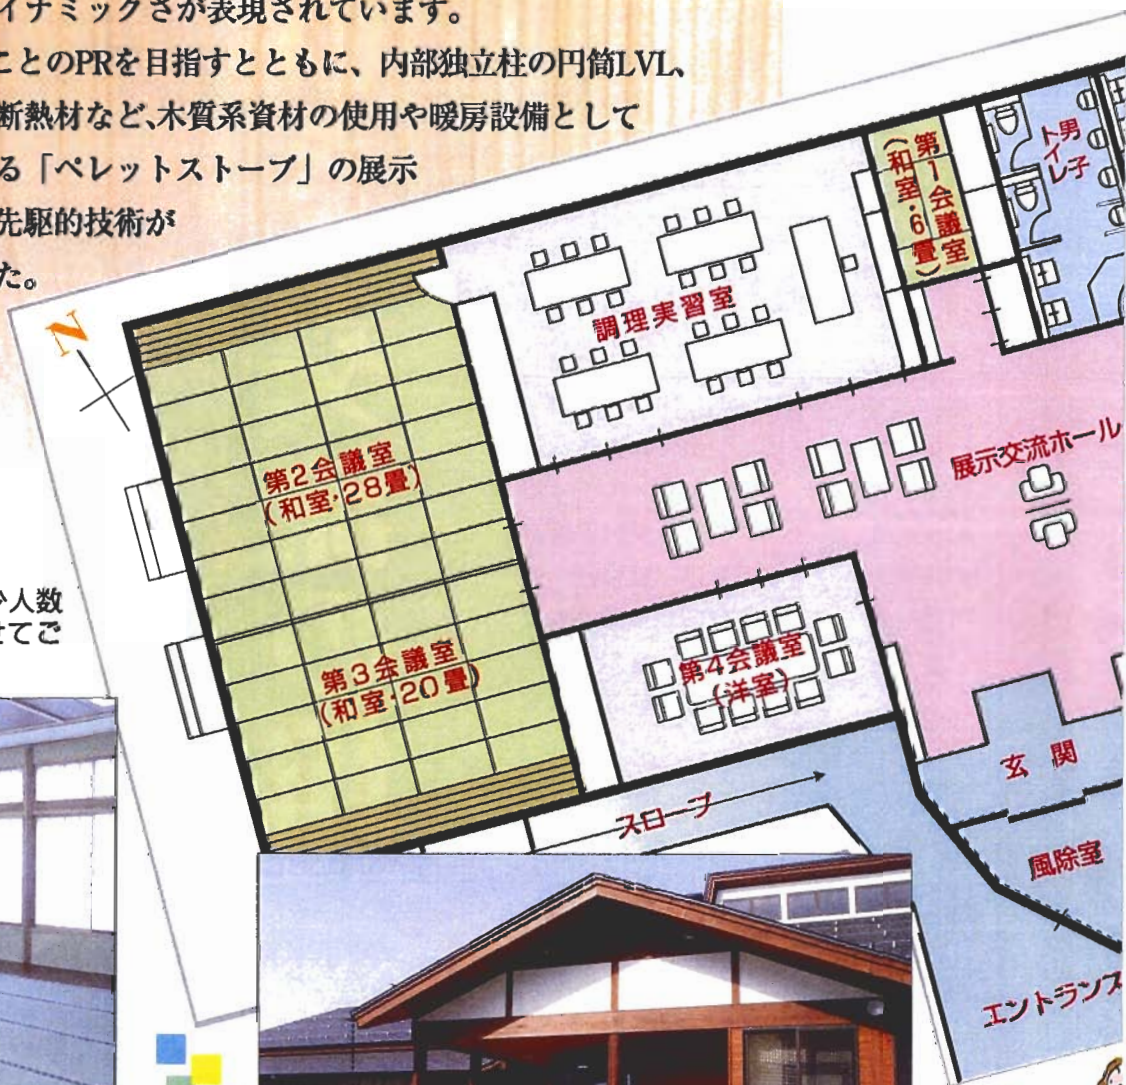 イナミックさが表現されています。
ことのPRを目指すとともに、内部独立柱の円筒LVL、
断熱材など、木質系資材の使用や暖房設備として
る「ペレットストーブ」の展示
先駆的技術が
た。
N
男子
トイレ
第1会議室
(和室・6畳)
調理実習室
展示交流ホール
第2会議室
(和室・28畳)
人数
せてご
第3会議室
(和室・20畳)
第4会議室
(洋室)
玄関
スロープ
風除室
エントランス